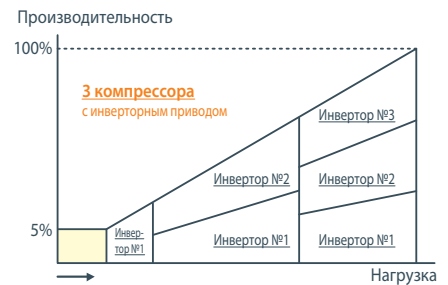 Производительность
100%
3 компрессора
с инверторным приводом
Инвертор №3
Инвертор №2
Инвертор №2
5%
Инвер-
тор №1
Инвертор №1
Инвертор №1
Нагрузка